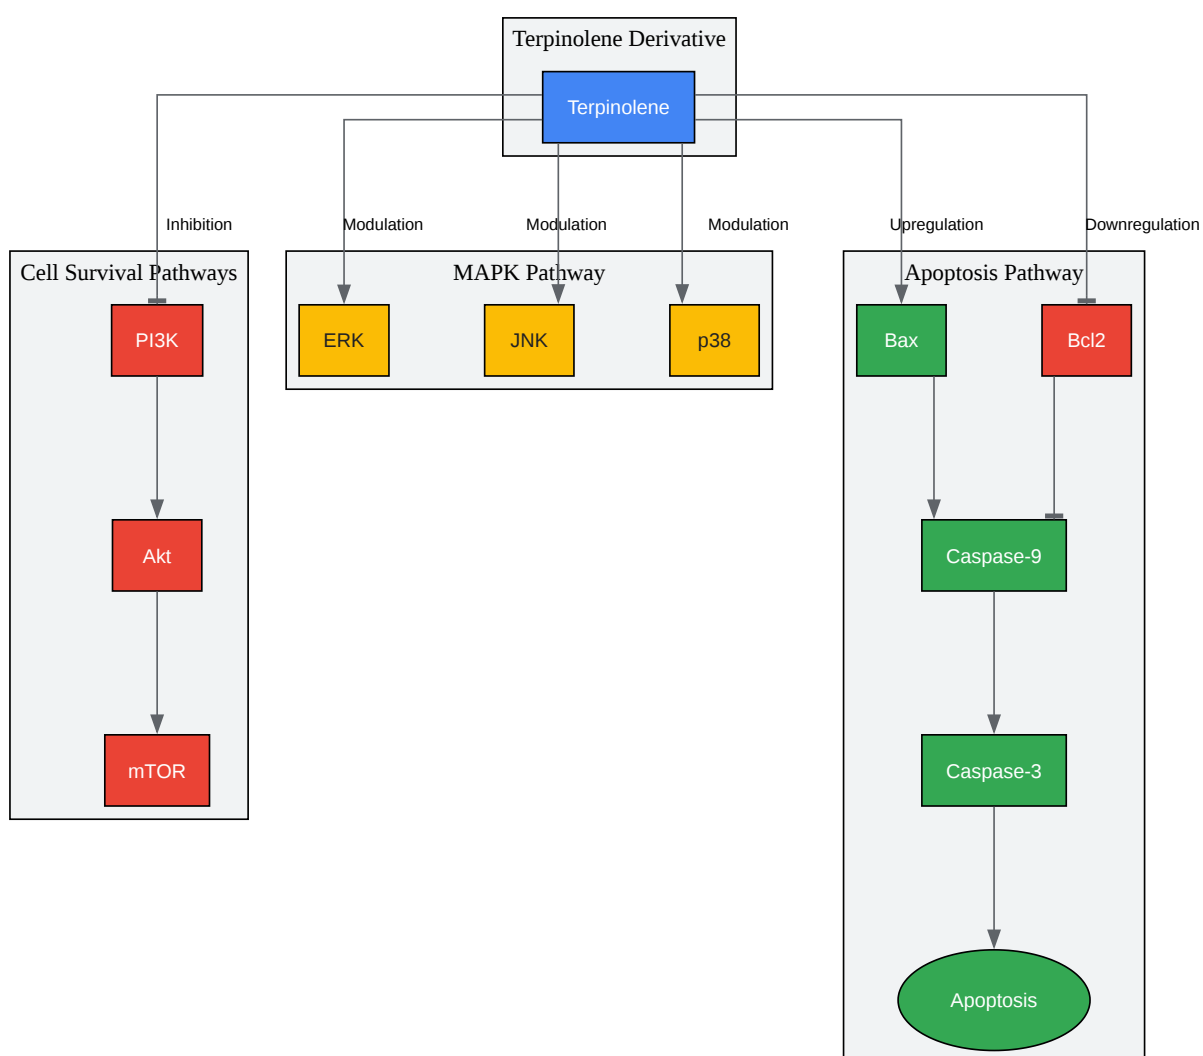 Terpinolene Derivative
Terpinolene
Inhibition
Modulation
Modulation
Modulation
Upregulation
Downregulation
Cell Survival Pathways
MAPK Pathway
Apoptosis Pathway
PI3K
ERK
JNK
p38
Bax
Bcl2
Akt
Caspase-9
mTOR
Caspase-3
Apoptosis